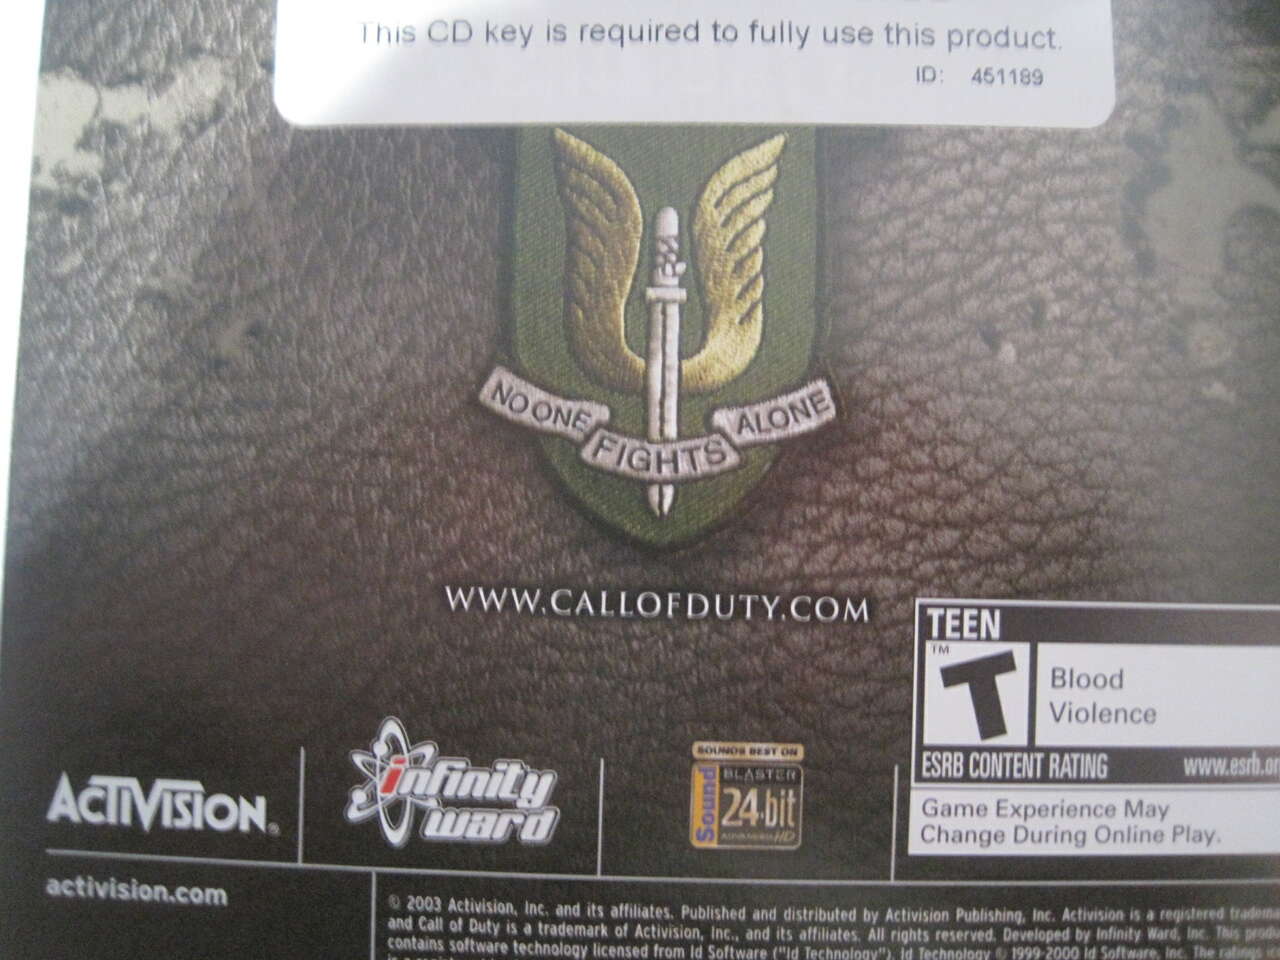 This CD key is required to fully use this product.
ID: 451189
NO ONE FIGHTS ALONE
WWW.CALLOFDUTY.COM
TEEN
TM
T
Blood
Violence
ESRB CONTENT RATING www.esrb.or
Game Experience May
Change During Online Play.
ACTIVISION®
infinity
ward
SOUNDS BEST ON
Sound
BLASTER
24·bit
ADVANCED HD
activision.com
© 2003 Activision, Inc. and its affiliates. Published and distributed by Activision Publishing, Inc. Activision is a registered tradema
and Call of Duty is a trademark of Activision, Inc., and its affiliates. All rights reserved. Developed by Infinity Ward, Inc. This produ
contains software technology licensed from Id Software ("Id Technology"). Id Technology © 1999-2000 Id Software, Inc. The ratings ic